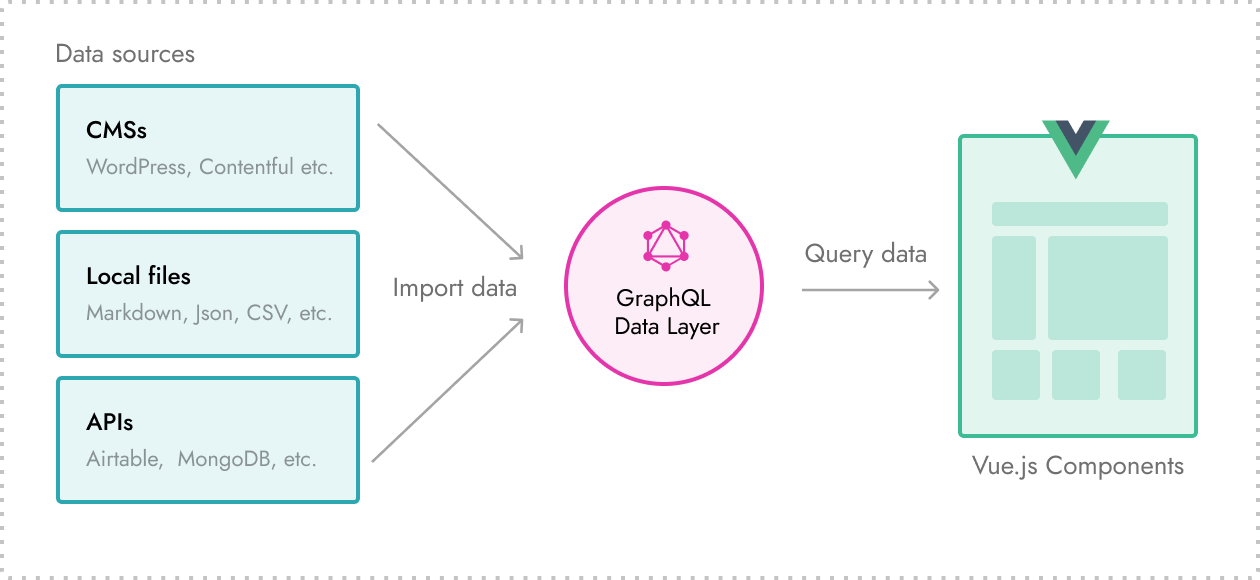 Data sources
CMSs
WordPress, Contentful etc.
Local files
Markdown, Json, CSV, etc.
APIs
Airtable, MongoDB, etc.
Import data
GraphQL
Data Layer
Query data
Vue.js Components